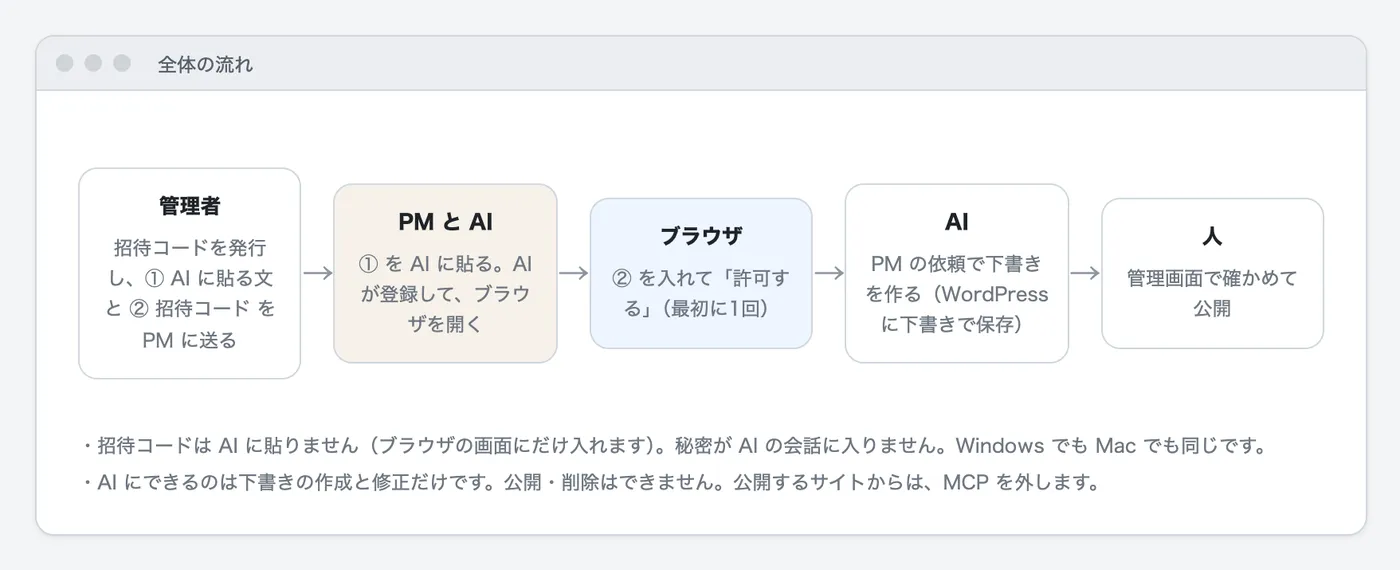 全体の流れ
管理者
招待コードを発行
し、① AI に貼る文
と ② 招待コード を
PM に送る
PM と AI
① を AI に貼る。AI
が登録して、ブラウ
ザを開く
ブラウザ
② を入れて「許可す
る」（最初に1回）
AI
PM の依頼で下書き
を作る（WordPress
に下書きで保存）
人
管理画面で確かめて
公開
・招待コードは AI に貼りません（ブラウザの画面にだけ入れます）。秘密が AI の会話に入りません。Windows でも Mac でも同じです。
・AI にできるのは下書きの作成と修正だけです。公開・削除はできません。公開するサイトからは、MCP を外します。